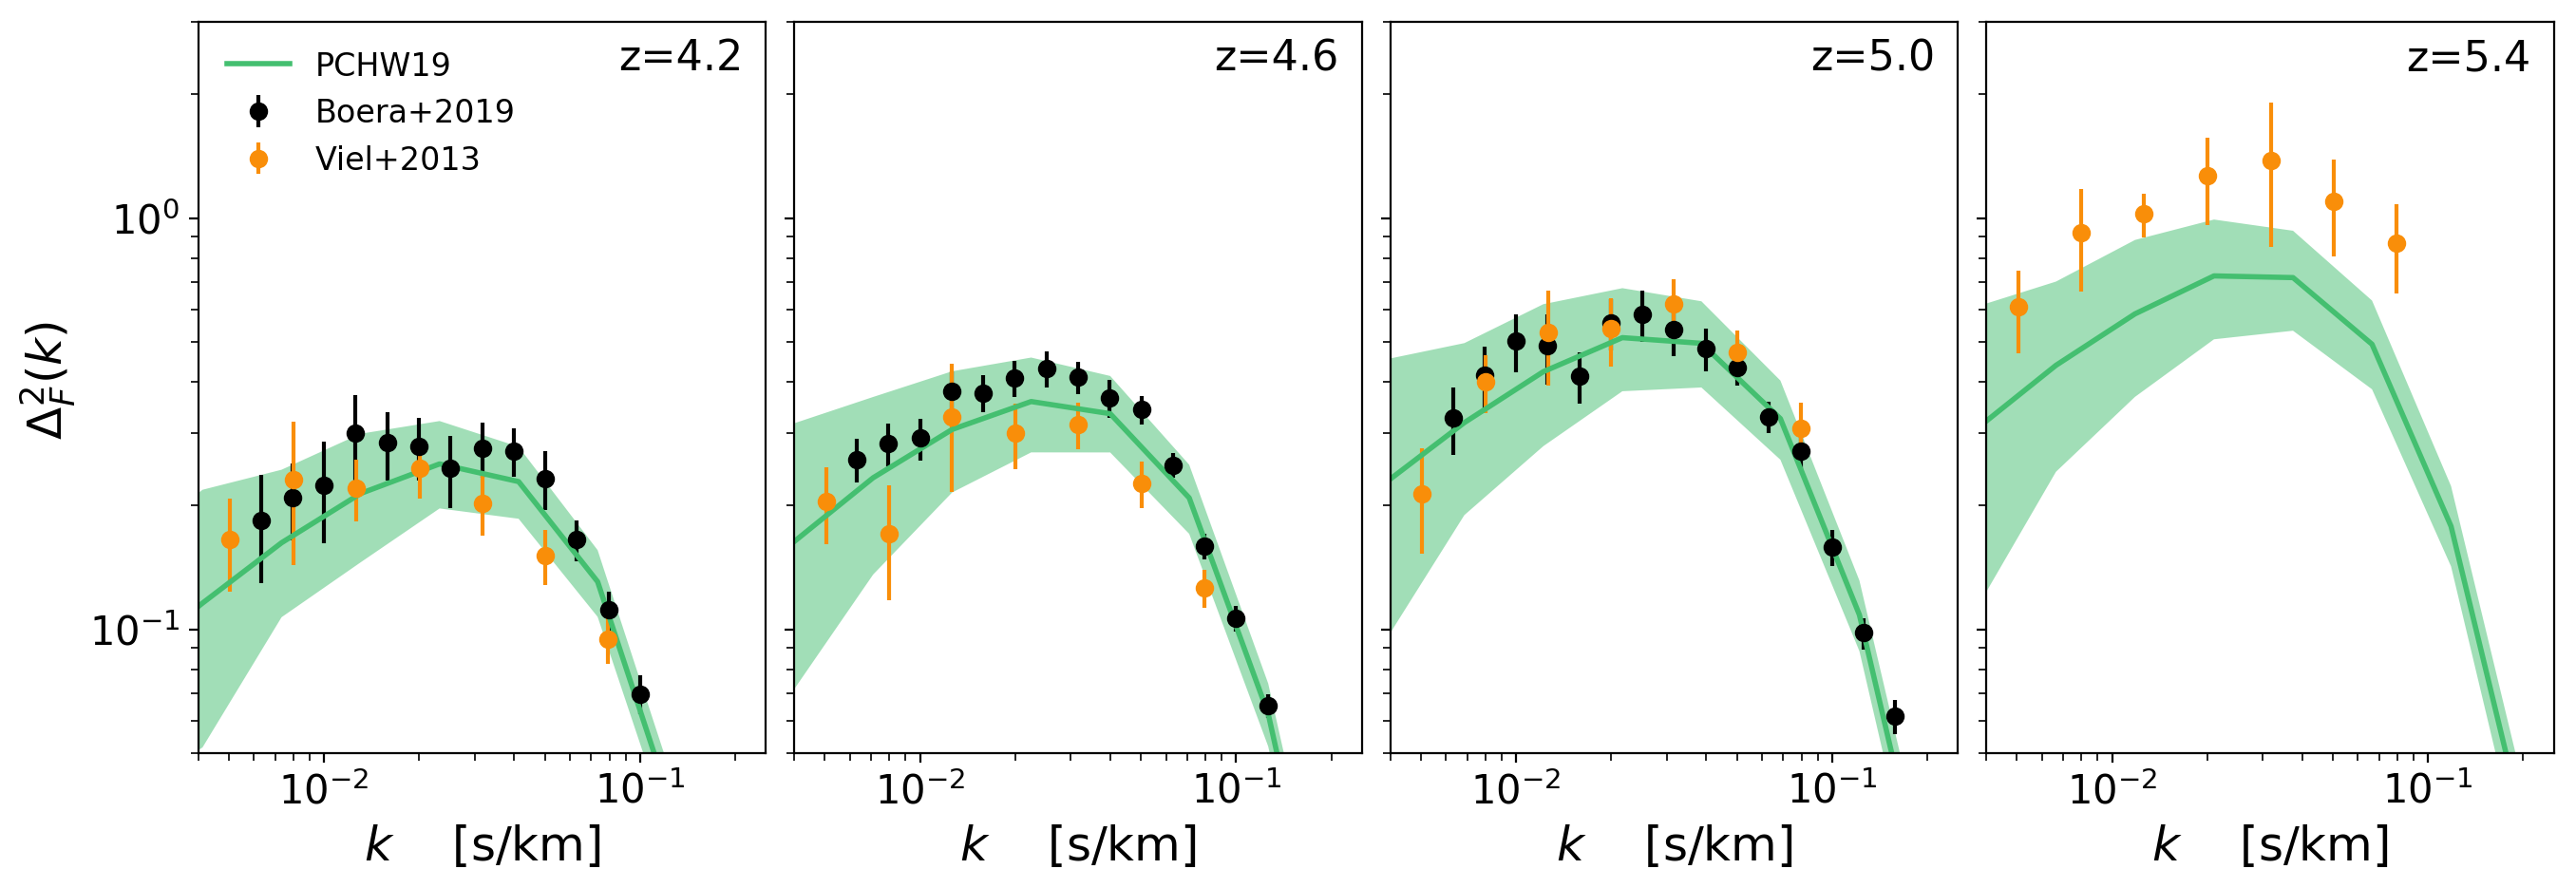 z=4.2
z=4.6
z=5.0
z=5.4
PCHW19
Boera+2019
Viel+2013
Δ²_F(k)
10⁰
10⁻¹
10⁻² 10⁻¹ 10⁻² 10⁻¹ 10⁻² 10⁻¹ 10⁻² 10⁻¹
k [s/km] k [s/km] k [s/km] k [s/km]